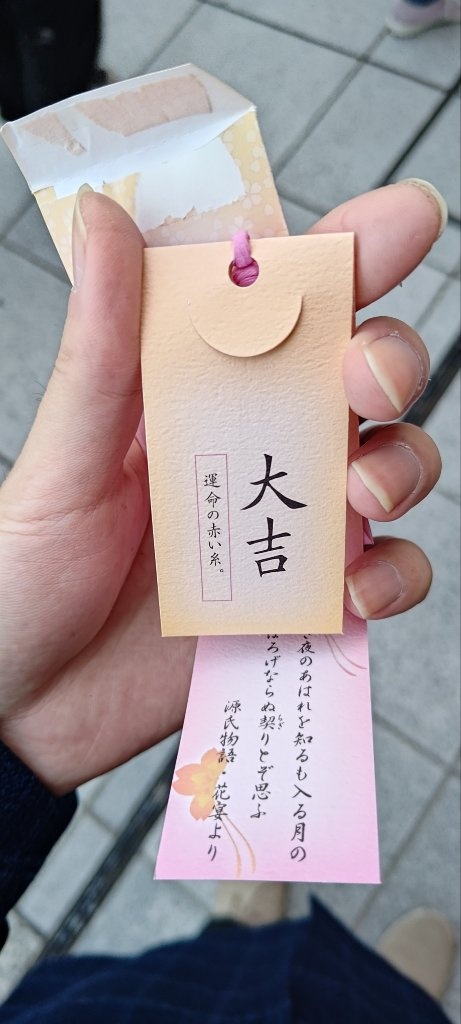 大吉
運命の赤い糸。
夜のあはれを知るも入る月の
ぼろげならぬ契りとぞ思ふ
ちぎ
源氏物語・花宴より